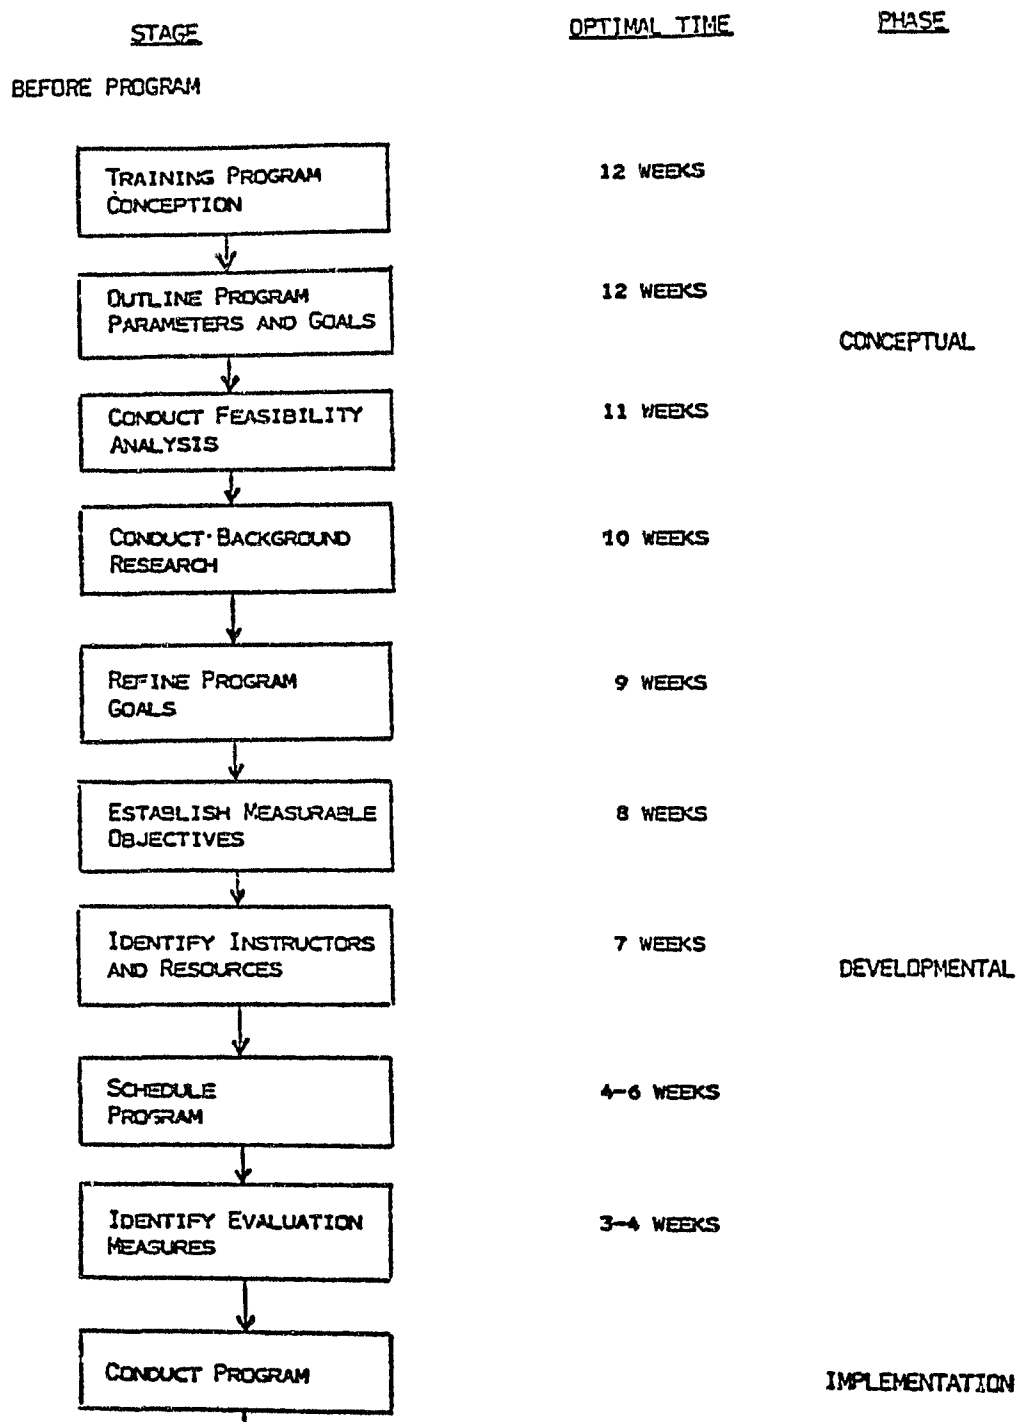 STAGE OPTIMAL TIME PHASE
BEFORE PROGRAM
TRAINING PROGRAM
CONCEPTION
12 WEEKS
OUTLINE PROGRAM
PARAMETERS AND GOALS
12 WEEKS
CONCEPTUAL
CONDUCT FEASIBILITY
ANALYSIS
11 WEEKS
CONDUCT BACKGROUND
RESEARCH
10 WEEKS
REFINE PROGRAM
GOALS
9 WEEKS
ESTABLISH MEASURABLE
OBJECTIVES
8 WEEKS
IDENTIFY INSTRUCTORS
AND RESOURCES
7 WEEKS
DEVELOPMENTAL
SCHEDULE
PROGRAM
4-6 WEEKS
IDENTIFY EVALUATION
MEASURES
3-4 WEEKS
CONDUCT PROGRAM
IMPLEMENTATION